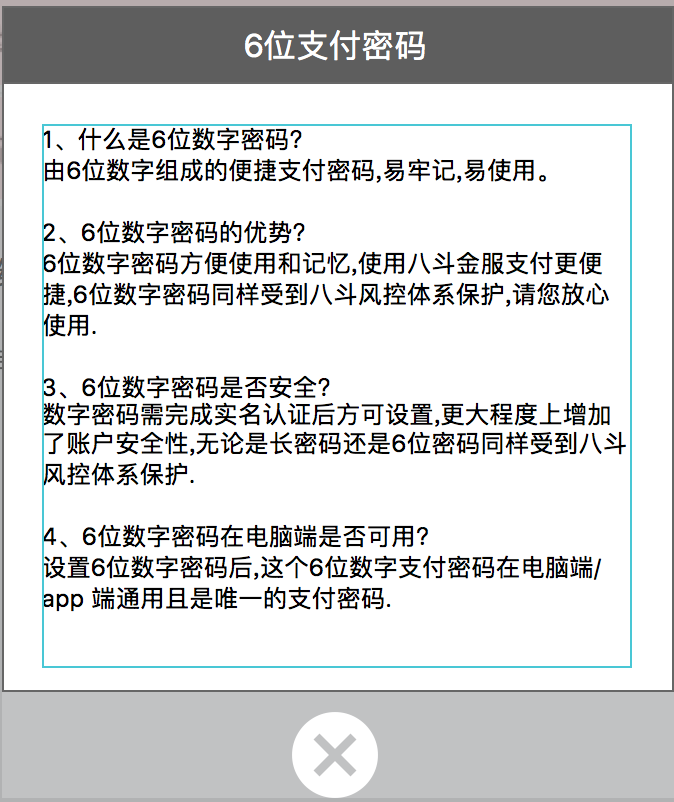 6位支付密码
1、什么是6位数字密码?
由6位数字组成的便捷支付密码,易牢记,易使用。
2、6位数字密码的优势?
6位数字密码方便使用和记忆,使用八斗金服支付更便
捷,6位数字密码同样受到八斗风控体系保护,请您放心
使用.
3、6位数字密码是否安全?
数字密码需完成实名认证后方可设置,更大程度上增加
了账户安全性,无论是长密码还是6位密码同样受到八斗
风控体系保护.
4、6位数字密码在电脑端是否可用?
设置6位数字密码后,这个6位数字支付密码在电脑端/
app 端通用且是唯一的支付密码.